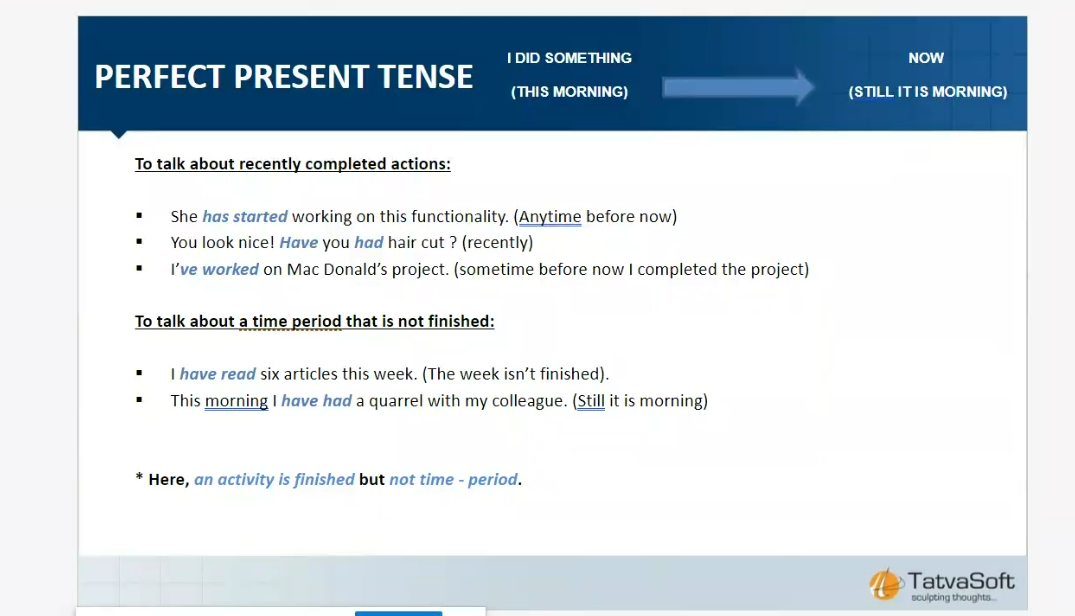 PERFECT PRESENT TENSE
I DID SOMETHING
(THIS MORNING)
NOW
(STILL IT IS MORNING)
To talk about recently completed actions:
▪ She has started working on this functionality. (Anytime before now)
▪ You look nice! Have you had hair cut ? (recently)
▪ I've worked on Mac Donald's project. (sometime before now I completed the project)
To talk about a time period that is not finished:
▪ I have read six articles this week. (The week isn't finished).
▪ This morning I have had a quarrel with my colleague. (Still it is morning)
* Here, an activity is finished but not time - period.
TatvaSoft
sculpting thoughts...